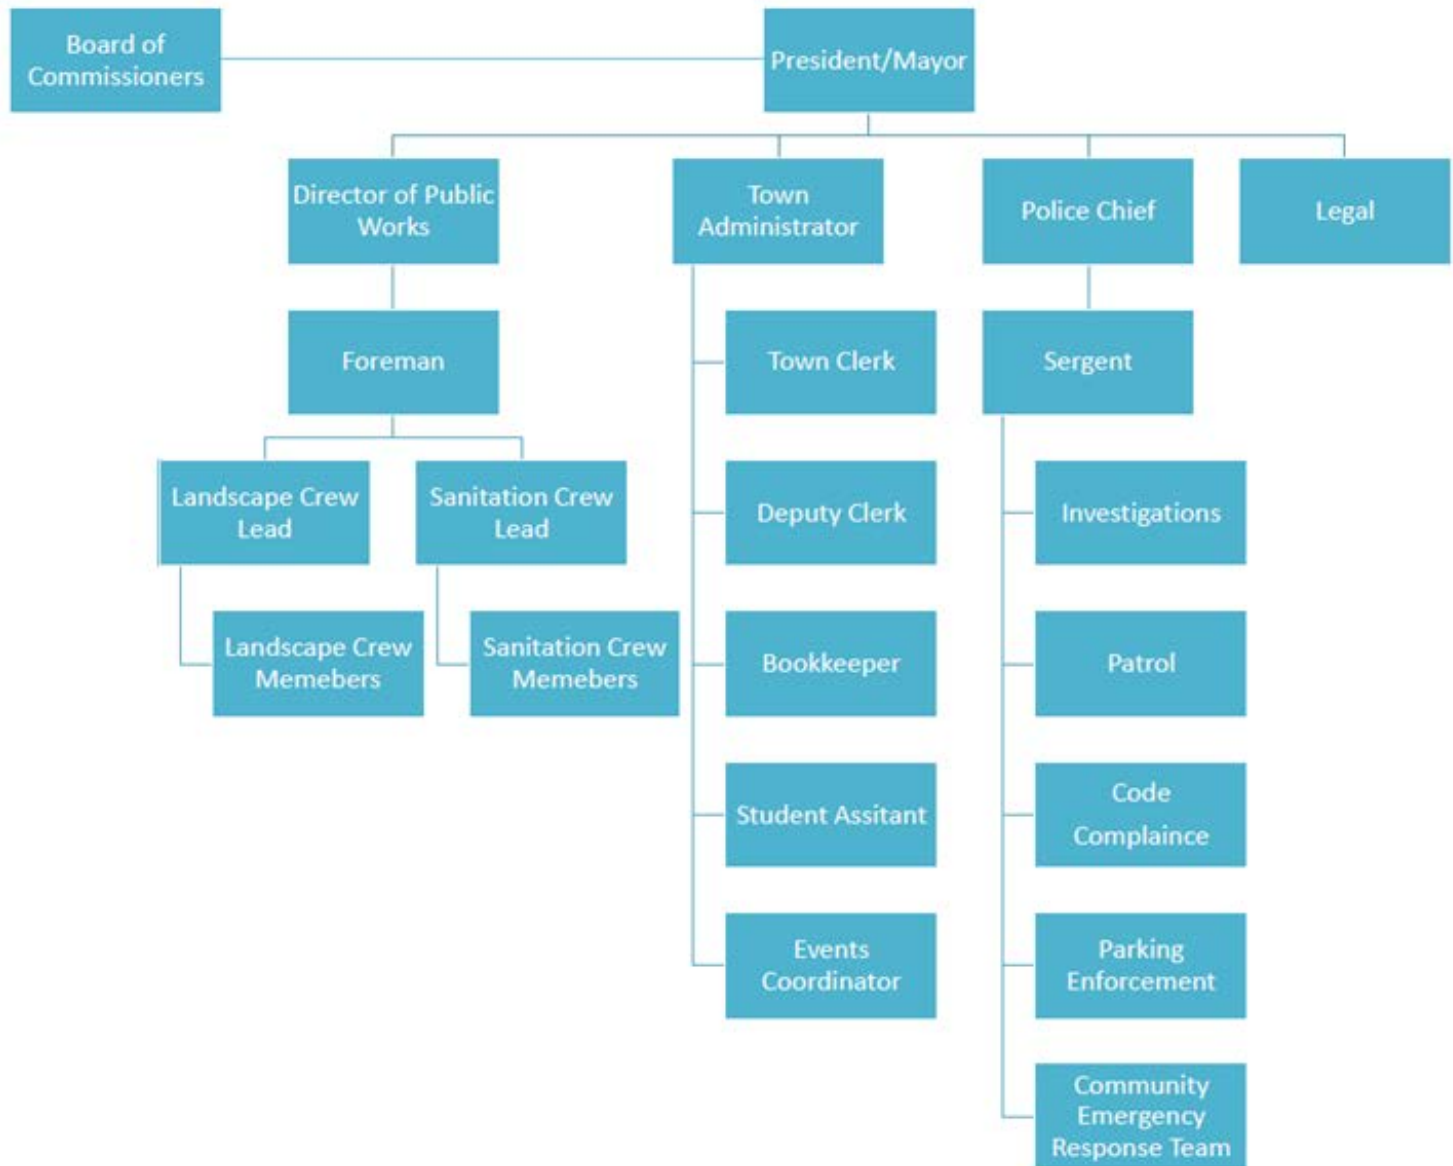 Board of
Commissioners
President/Mayor
Director of Public
Works
Town
Administrator
Police Chief
Legal
Foreman
Town Clerk
Sergent
Landscape Crew
Lead
Sanitation Crew
Lead
Deputy Clerk
Investigations
Landscape Crew
Memebers
Sanitation Crew
Memebers
Bookkeeper
Patrol
Student Assitant
Code
Complaince
Events
Coordinator
Parking
Enforcement
Community
Emergency
Response Team